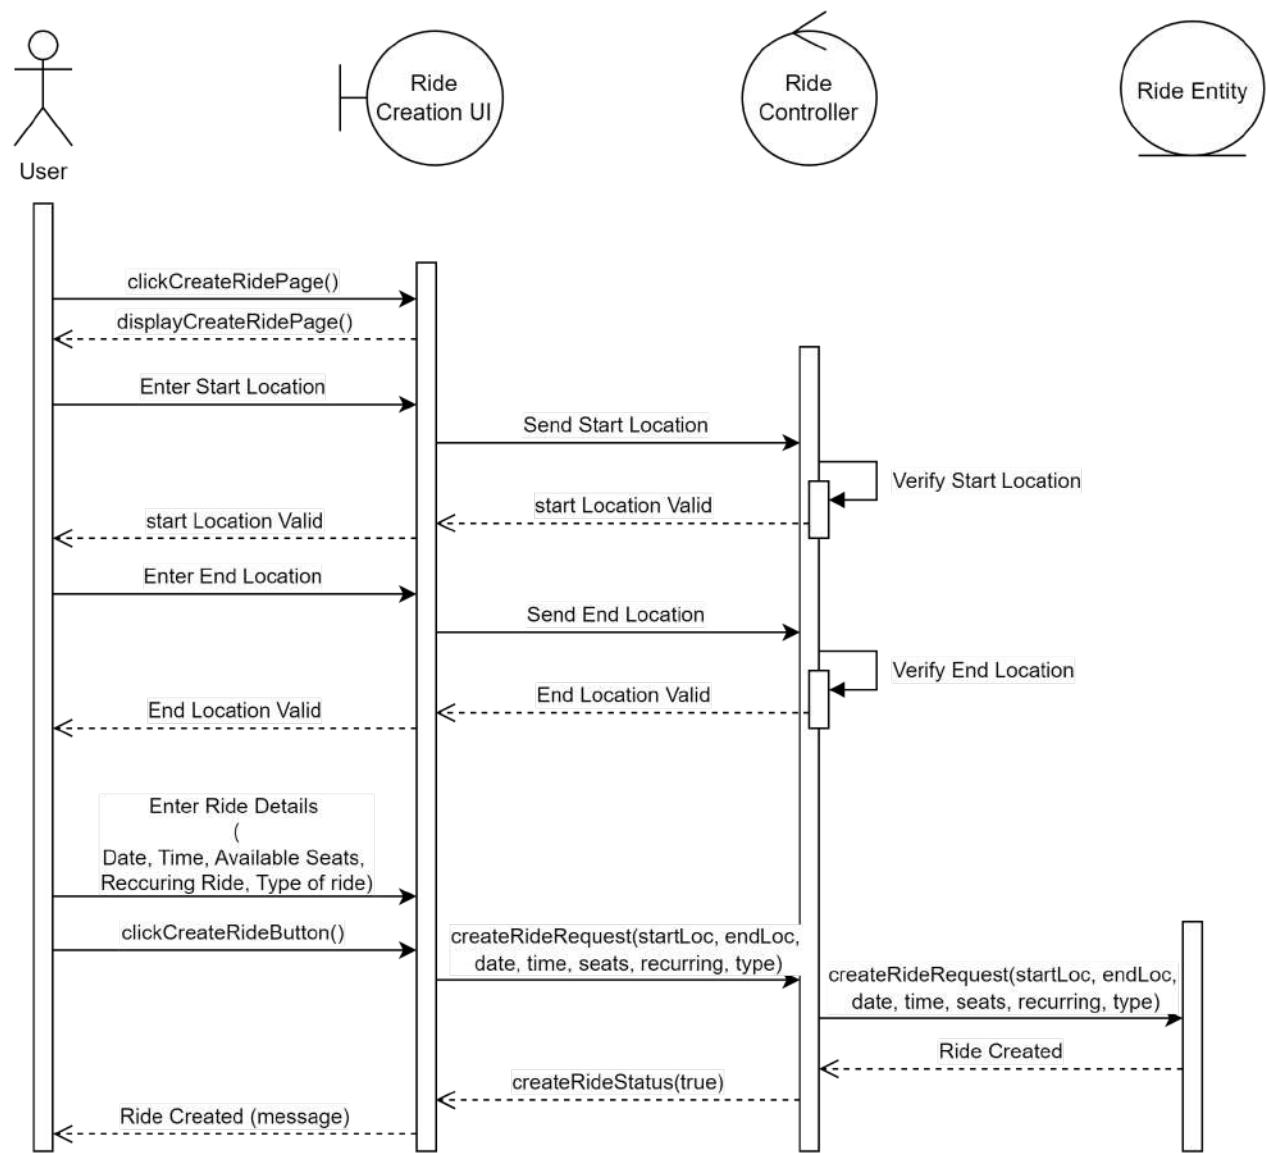 Ride
Creation UI
Ride
Controller
Ride Entity
User
clickCreateRidePage()
displayCreateRidePage()
Enter Start Location
Send Start Location
Verify Start Location
start Location Valid
start Location Valid
Enter End Location
Send End Location
Verify End Location
End Location Valid
End Location Valid
Enter Ride Details
(
Date, Time, Available Seats,
Reccuring Ride, Type of ride)
clickCreateRideButton()
createRideRequest(startLoc, endLoc,
date, time, seats, recurring, type)
createRideRequest(startLoc, endLoc,
date, time, seats, recurring, type)
Ride Created
createRideStatus(true)
Ride Created (message)